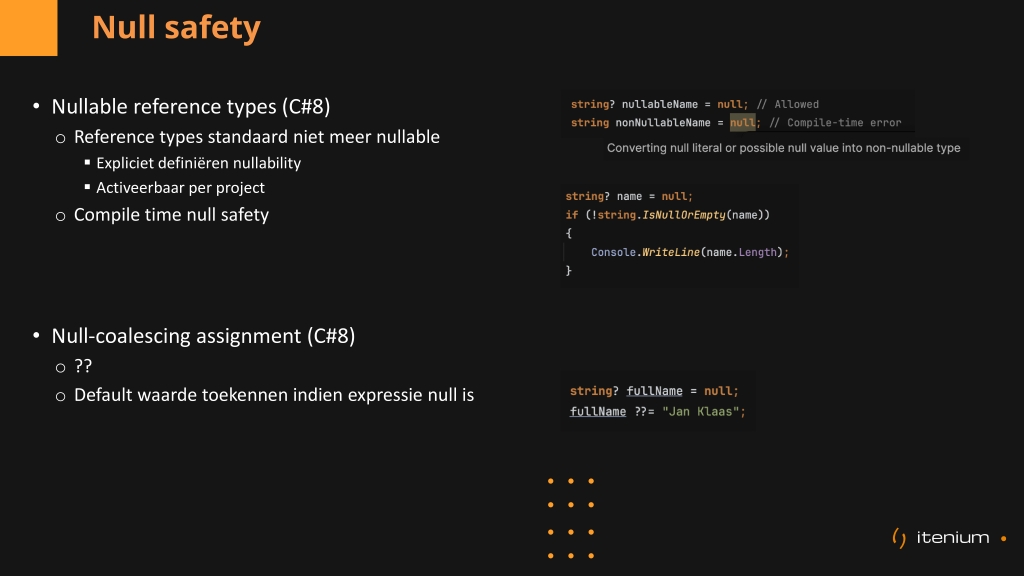 Null safety
• Nullable reference types (C#8)
o Reference types standaard niet meer nullable
▪ Expliciet definiëren nullability
▪ Activeerbaar per project
o Compile time null safety
string? nullableName = null; // Allowed
string nonNullableName = null; // Compile-time error
Converting null literal or possible null value into non-nullable type
string? name = null;
if (!string.IsNullOrEmpty(name))
{
    Console.WriteLine(name.Length);
}
• Null-coalescing assignment (C#8)
o ??
o Default waarde toekennen indien expressie null is
string? fullName = null;
fullName ??= "Jan Klaas";
itenium